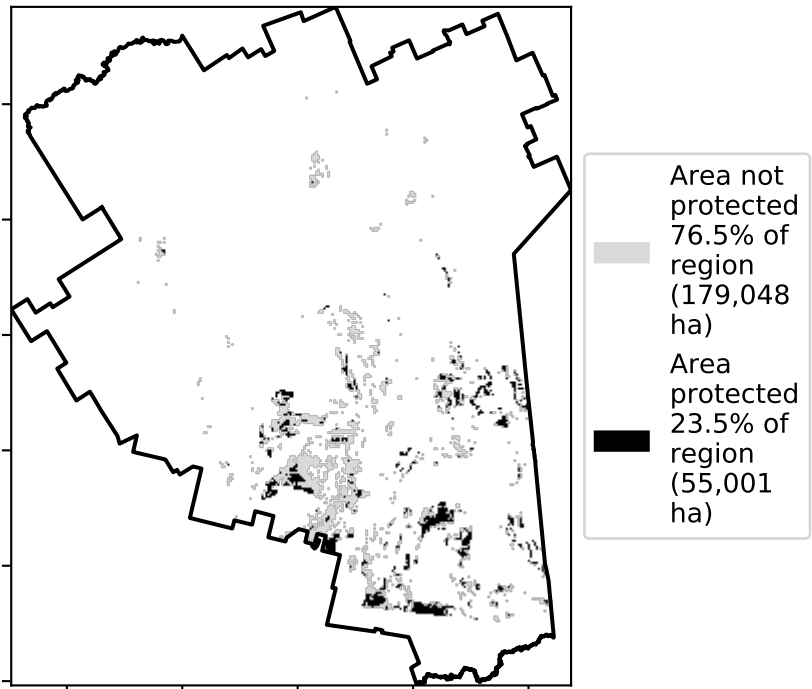 Area not
protected
76.5% of
region
(179,048
ha)
Area
protected
23.5% of
region
(55,001
ha)